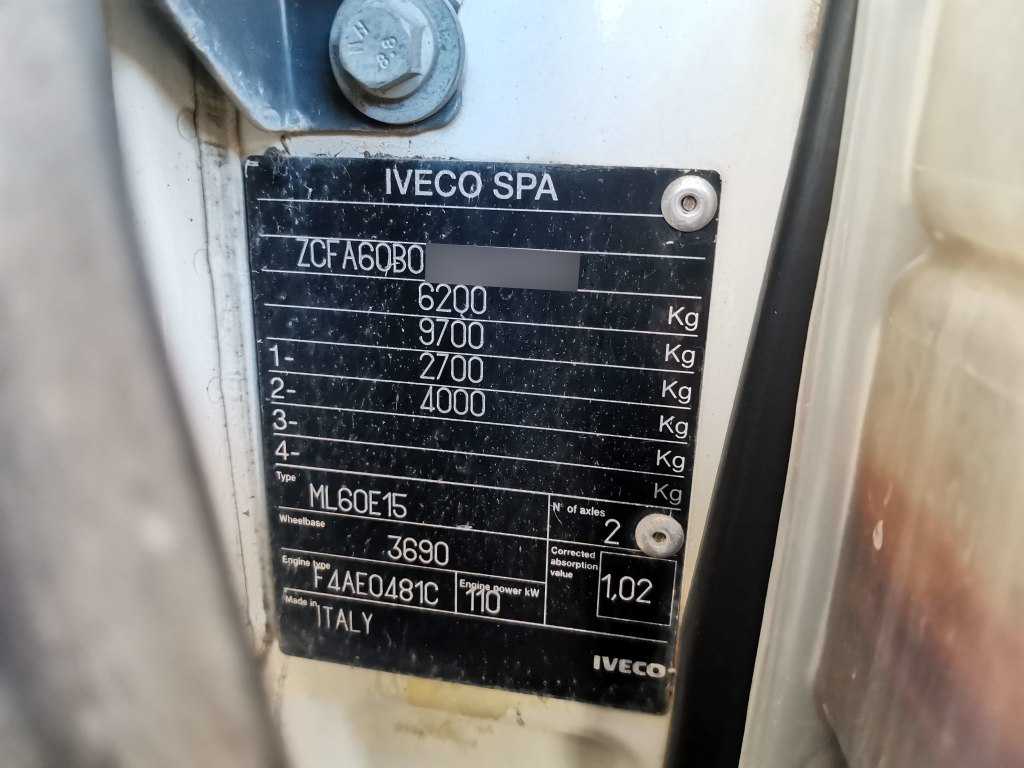 8.8
IVECO SPA
ZCFA60B0
6200 Kg
9700 Kg
1- 2700 Kg
2- 4000 Kg
3- Kg
4- Kg
Type ML60E15
N° of axles 2
Wheelbase 3690
Corrected absorption value 1,02
Engine type F4AE0481C
Engine power kW 110
Made in ITALY
IVECO